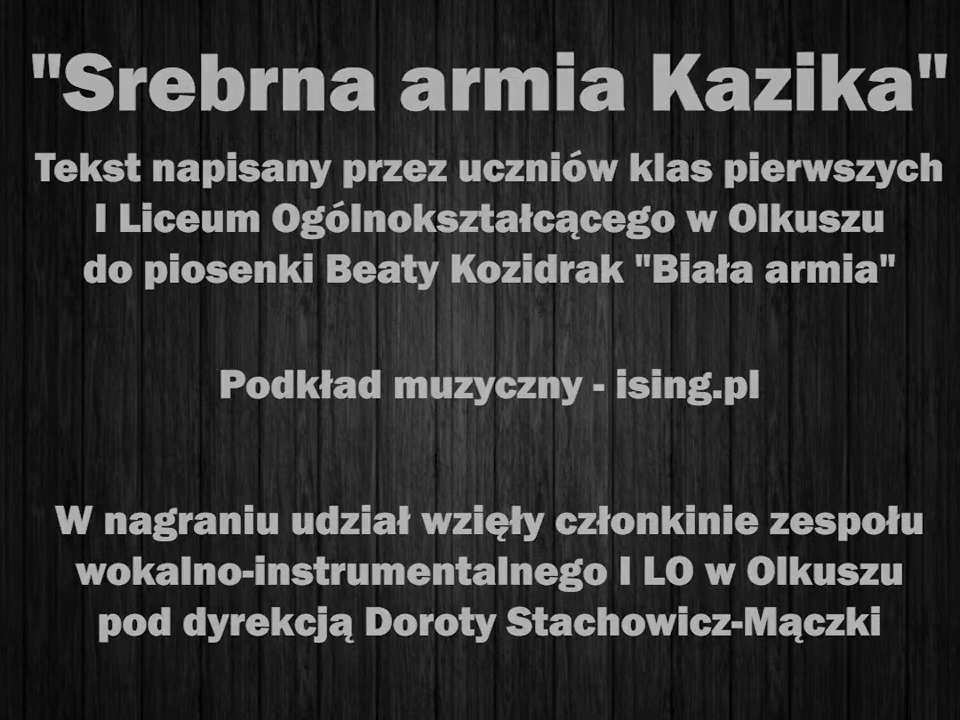 "Srebrna armia Kazika"
Tekst napisany przez uczniów klas pierwszych
I Liceum Ogólnokształcącego w Olkuszu
do piosenki Beaty Kozidrak "Biała armia"
Podkład muzyczny - ising.pl
W nagraniu udział wzięły członkinie zespołu
wokalno-instrumentalnego I LO w Olkuszu
pod dyrekcją Doroty Stachowicz-Mączki